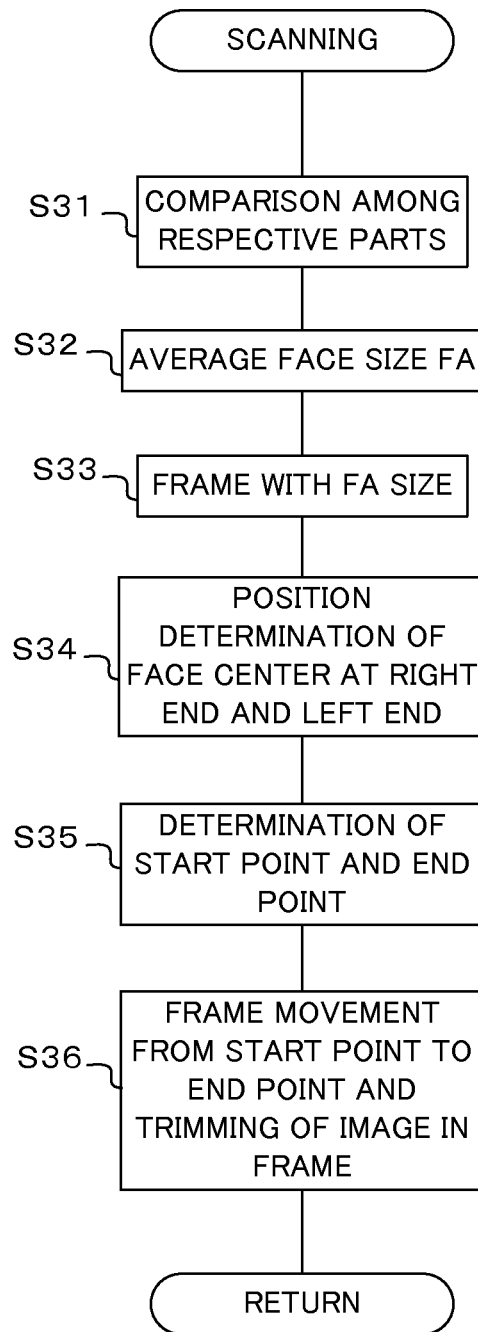 SCANNING
S31
COMPARISON AMONG
RESPECTIVE PARTS
S32
AVERAGE FACE SIZE FA
S33
FRAME WITH FA SIZE
S34
POSITION
DETERMINATION OF
FACE CENTER AT RIGHT
END AND LEFT END
S35
DETERMINATION OF
START POINT AND END
POINT
S36
FRAME MOVEMENT
FROM START POINT TO
END POINT AND
TRIMMING OF IMAGE IN
FRAME
RETURN